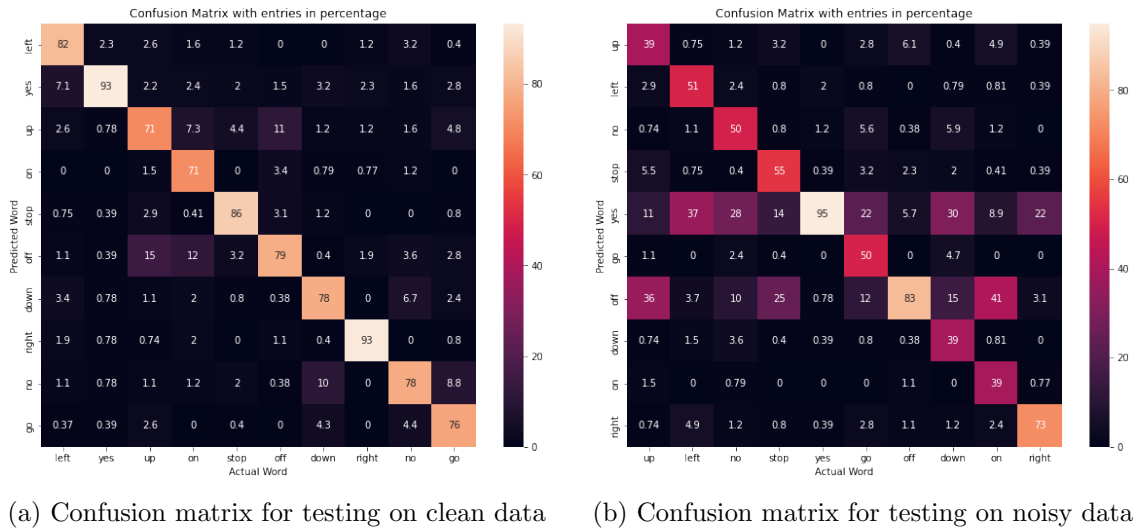 Confusion Matrix with entries in percentage
left 82 2.3 2.6 1.6 1.2 0 0 1.2 3.2 0.4
yes 7.1 93 2.2 2.4 2 1.5 3.2 2.3 1.6 2.8
up 2.6 0.78 71 7.3 4.4 11 1.2 1.2 1.6 4.8
on 0 0 1.5 71 0 3.4 0.79 0.77 1.2 0
stop 0.75 0.39 2.9 0.41 86 3.1 1.2 0 0 0.8
off 1.1 0.39 15 12 3.2 79 0.4 1.9 3.6 2.8
down 3.4 0.78 1.1 2 0.8 0.38 78 0 6.7 2.4
right 1.9 0.78 0.74 2 0 1.1 0.4 93 0 0.8
no 1.1 0.78 1.1 1.2 2 0.38 10 0 78 8.8
go 0.37 0.39 2.6 0 0.4 0 4.3 0 4.4 76
left yes up on stop off down right no go
Actual Word
Predicted Word
80
60
40
20
0
(a) Confusion matrix for testing on clean data
Confusion Matrix with entries in percentage
up 39 0.75 1.2 3.2 0 2.8 6.1 0.4 4.9 0.39
left 2.9 51 2.4 0.8 2 0.8 0 0.79 0.81 0.39
no 0.74 1.1 50 0.8 1.2 5.6 0.38 5.9 1.2 0
stop 5.5 0.75 0.4 55 0.39 3.2 2.3 2 0.41 0.39
yes 11 37 28 14 95 22 5.7 30 8.9 22
go 1.1 0 2.4 0.4 0 50 0 4.7 0 0
off 36 3.7 10 25 0.78 12 83 15 41 3.1
down 0.74 1.5 3.6 0.4 0.39 0.8 0.38 39 0.81 0
on 1.5 0 0.79 0 0 0 1.1 0 39 0.77
right 0.74 4.9 1.2 0.8 0.39 2.8 1.1 1.2 2.4 73
up left no stop yes go off down on right
Actual Word
Predicted Word
80
60
40
20
0
(b) Confusion matrix for testing on noisy data